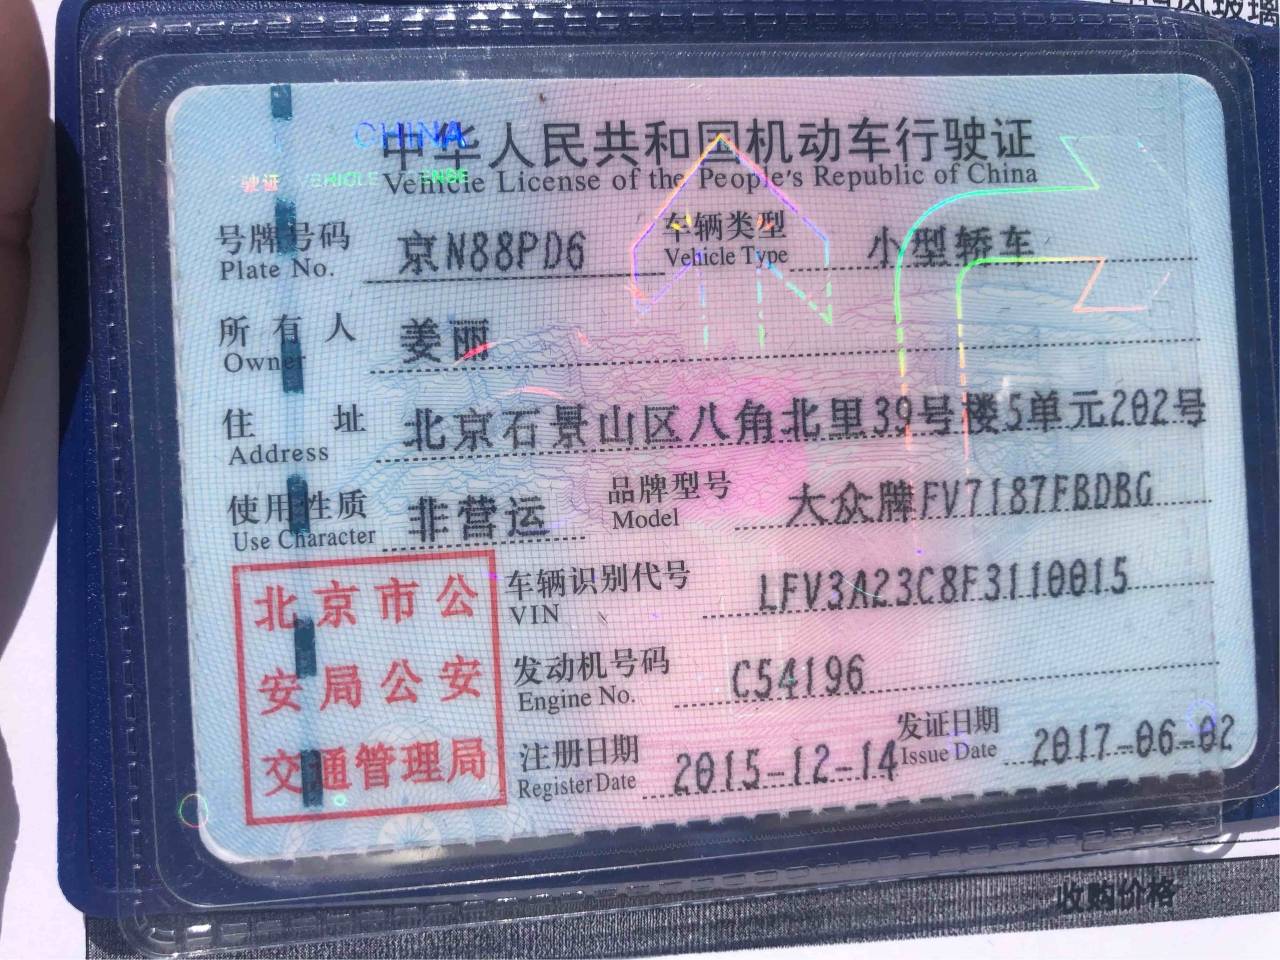 中华人民共和国机动车行驶证
Vehicle License of the People's Republic of China
CHINA
驶证 VEHICLE LICENSE
号牌号码 京N88PD6 车辆类型 小型轿车
Plate No. Vehicle Type
所有人 姜丽
Owner
住址 北京石景山区八角北里39号楼5单元202号
Address
使用性质 非营运 品牌型号 大众牌FV7187FBDBG
Use Character Model
北京市公
安局公安
交通管理局
车辆识别代号 LFV3A23C8F3110015
VIN
发动机号码 C54196
Engine No.
注册日期 2015-12-14 发证日期 2017-06-02
Register Date Issue Date
收购价格